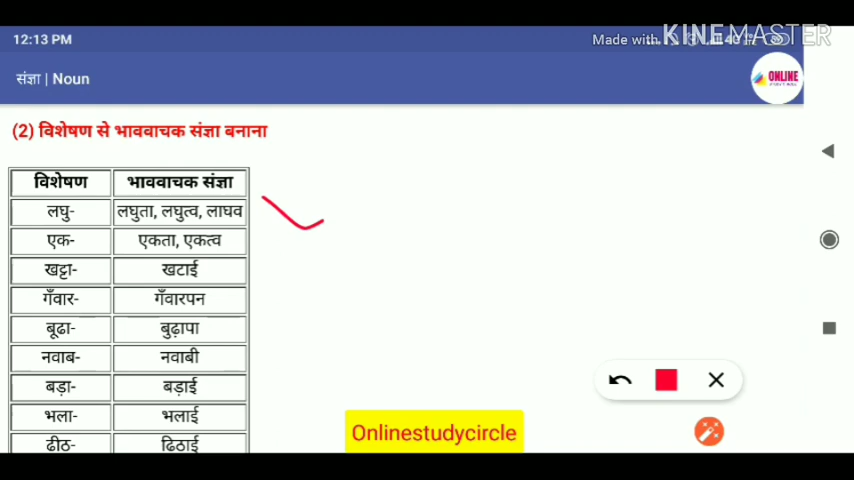 Made with KINEMASTER
12:13 PM
संज्ञा | Noun
ONLINE
(2) विशेषण से भाववाचक संज्ञा बनाना
विशेषण भाववाचक संज्ञा
लघु- लघुता, लघुत्व, लाघव
एक- एकता, एकत्व
खट्टा- खटाई
गँवार- गँवारपन
बूढा- बुढ़ापा
नवाब- नवाबी
बड़ा- बड़ाई
भला- भलाई
ढीठ- ढिठाई
Onlinestudycircle